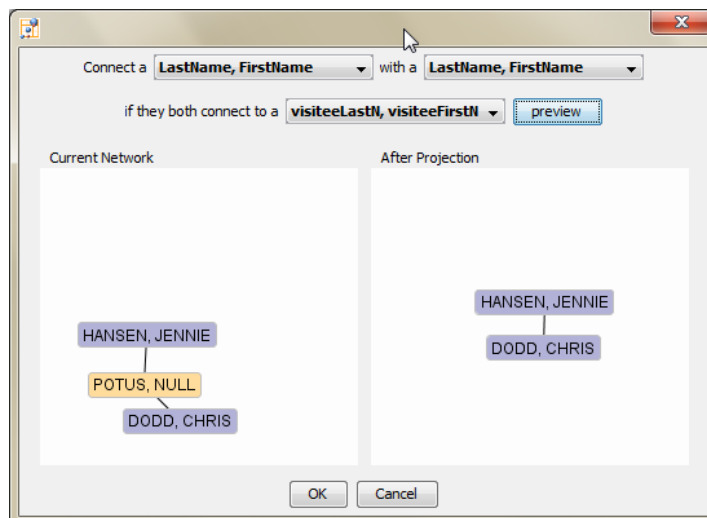 Connect a LastName, FirstName with a LastName, FirstName
if they both connect to a visiteeLastN, visiteeFirstN preview
Current Network
After Projection
HANSEN, JENNIE
POTUS, NULL
DODD, CHRIS
HANSEN, JENNIE
DODD, CHRIS
OK Cancel